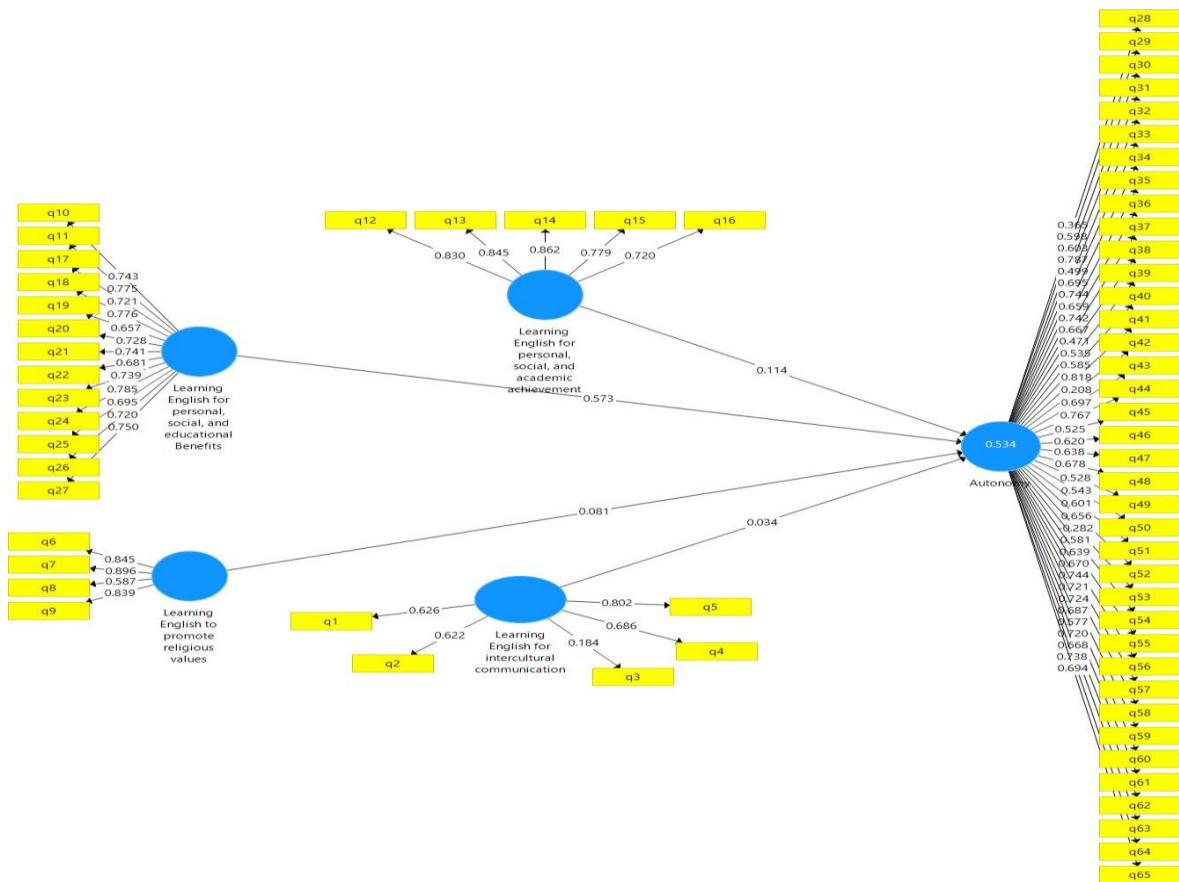 q10
q11
q17
q18
q19
q20
q21
q22
q23
q24
q25
q26
q27
0.743
0.775
0.721
0.776
0.657
0.728
0.741
0.681
0.739
0.785
0.695
0.720
0.750
Learning
English for
personal,
social, and
educational
Benefits
q12
q13
q14
q15
q16
0.830
0.845
0.862
0.779
0.720
Learning
English for
personal,
social, and
academic
achievement
0.114
0.573
0.081
0.034
q6
q7
q8
q9
0.845
0.896
0.587
0.839
Learning
English to
promote
religious
values
q1
q2
q3
q4
q5
0.626
0.622
0.184
0.686
0.802
Learning
English for
intercultural
communication
0.534
Autonomy
0.365
0.598
0.603
0.787
0.499
0.695
0.744
0.659
0.742
0.667
0.471
0.535
0.585
0.818
0.208
0.697
0.767
0.525
0.620
0.638
0.678
0.528
0.543
0.601
0.656
0.282
0.581
0.639
0.670
0.744
0.721
0.724
0.687
0.577
0.720
0.668
0.738
0.694
q28
q29
q30
q31
q32
q33
q34
q35
q36
q37
q38
q39
q40
q41
q42
q43
q44
q45
q46
q47
q48
q49
q50
q51
q52
q53
q54
q55
q56
q57
q58
q59
q60
q61
q62
q63
q64
q65